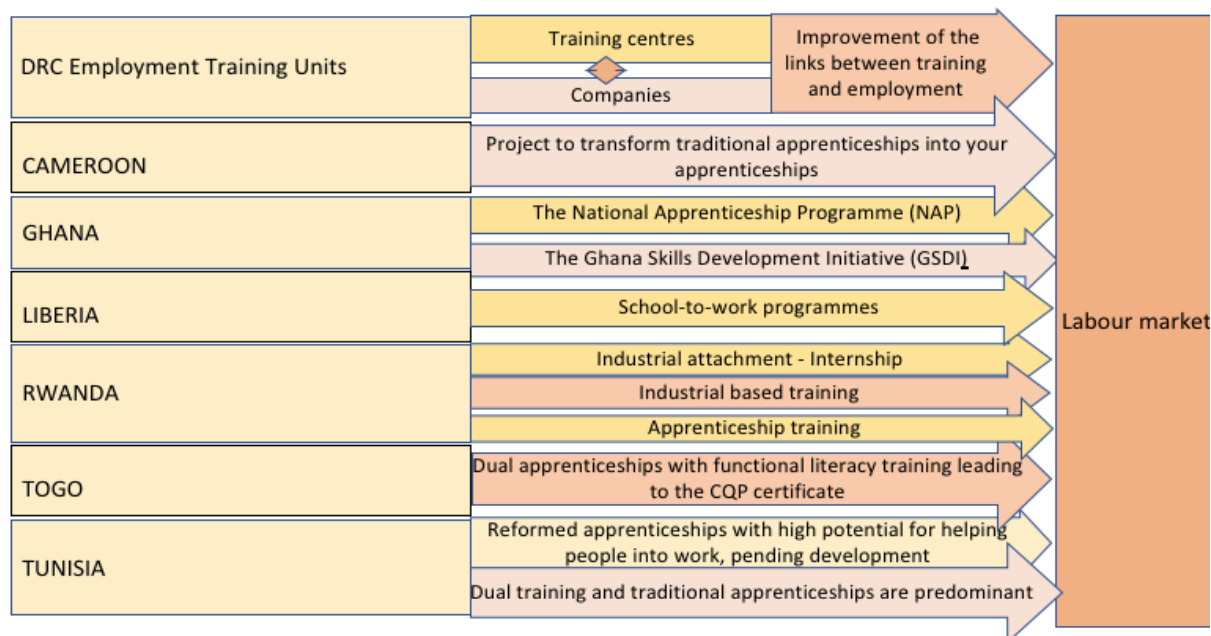 DRC Employment Training Units
Training centres
Companies
Improvement of the
links between training
and employment
CAMEROON
Project to transform traditional apprenticeships into your
apprenticeships
GHANA
The National Apprenticeship Programme (NAP)
The Ghana Skills Development Initiative (GSDI)
LIBERIA
School-to-work programmes
RWANDA
Industrial attachment - Internship
Industrial based training
Apprenticeship training
TOGO
Dual apprenticeships with functional literacy training leading
to the CQP certificate
TUNISIA
Reformed apprenticeships with high potential for helping
people into work, pending development
Dual training and traditional apprenticeships are predominant
Labour market